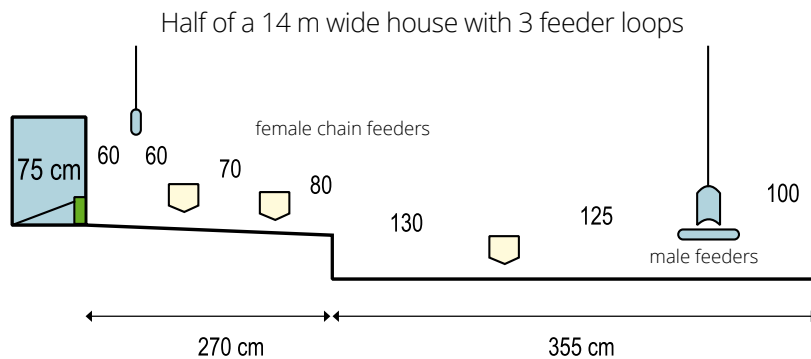 Half of a 14 m wide house with 3 feeder loops
female chain feeders
75 cm
60
60
70
80
130
125
100
male feeders
270 cm
355 cm